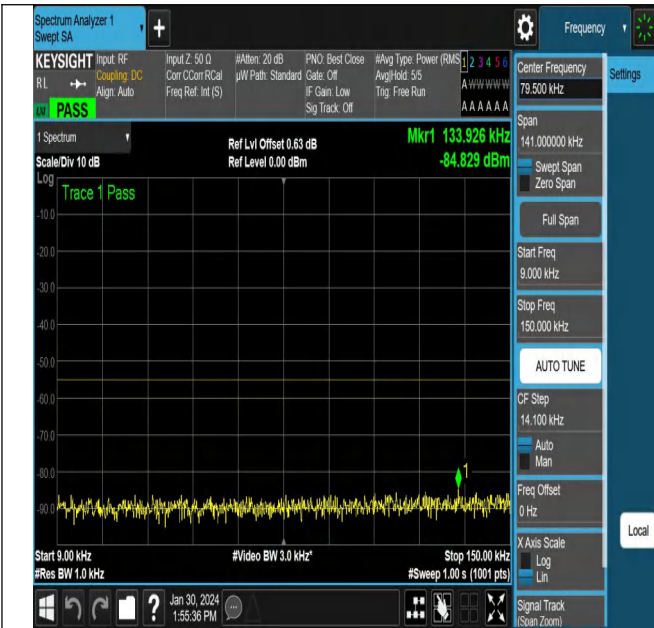 Spectrum Analyzer 1
Swept SA
+
Frequency
KEYSIGHT
RL
PASS
Input: RF
Coupling: DC
Align: Auto
Input Z: 50 Ω
Corr CCorr RCal
Freq Ref: Int (S)
#Atten: 20 dB
µW Path: Standard
PNO: Best Close
Gate: Off
IF Gain: Low
Sig Track: Off
#Avg Type: Power (RMS
Avg|Hold: 5/5
Trig: Free Run
1 2 3 4 5 6
A W W W W W
A A A A A A
1 Spectrum
Scale/Div 10 dB
Ref Lvl Offset 0.63 dB
Ref Level 0.00 dBm
Mkr1 133.926 kHz
-84.829 dBm
Log
Trace 1 Pass
-10.0
-20.0
-30.0
-40.0
-50.0
-60.0
-70.0
-80.0
-90.0
1
Start 9.00 kHz
#Res BW 1.0 kHz
#Video BW 3.0 kHz*
Stop 150.00 kHz
#Sweep 1.00 s (1001 pts)
?
Jan 30, 2024
1:55:36 PM
Center Frequency
79.500 kHz
Span
141.000000 kHz
Swept Span
Zero Span
Full Span
Start Freq
9.000 kHz
Stop Freq
150.000 kHz
AUTO TUNE
CF Step
14.100 kHz
Auto
Man
Freq Offset
0 Hz
X Axis Scale
Log
Lin
Signal Track
(Span Zoom)
Settings
Local